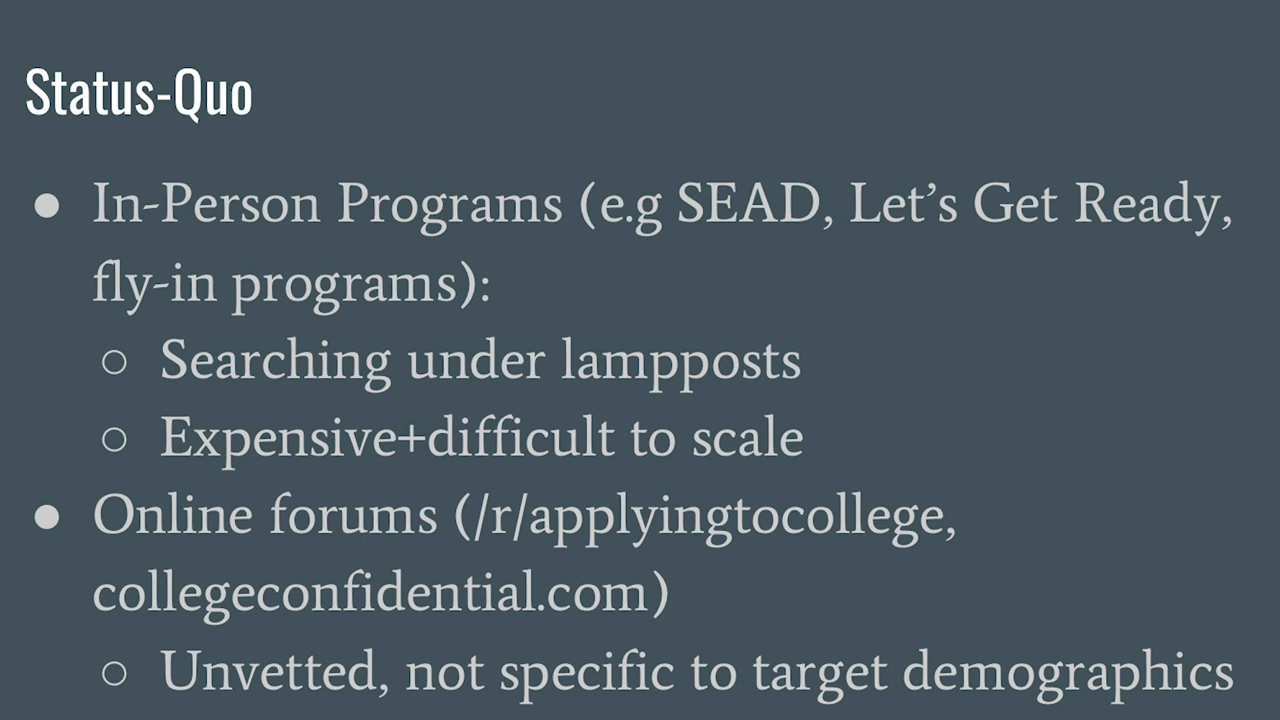 Status-Quo
● In-Person Programs (e.g SEAD, Let’s Get Ready,
fly-in programs):
○ Searching under lampposts
○ Expensive+difficult to scale
● Online forums (/r/applyingtocollege,
collegeconfidential.com)
○ Unvetted, not specific to target demographics